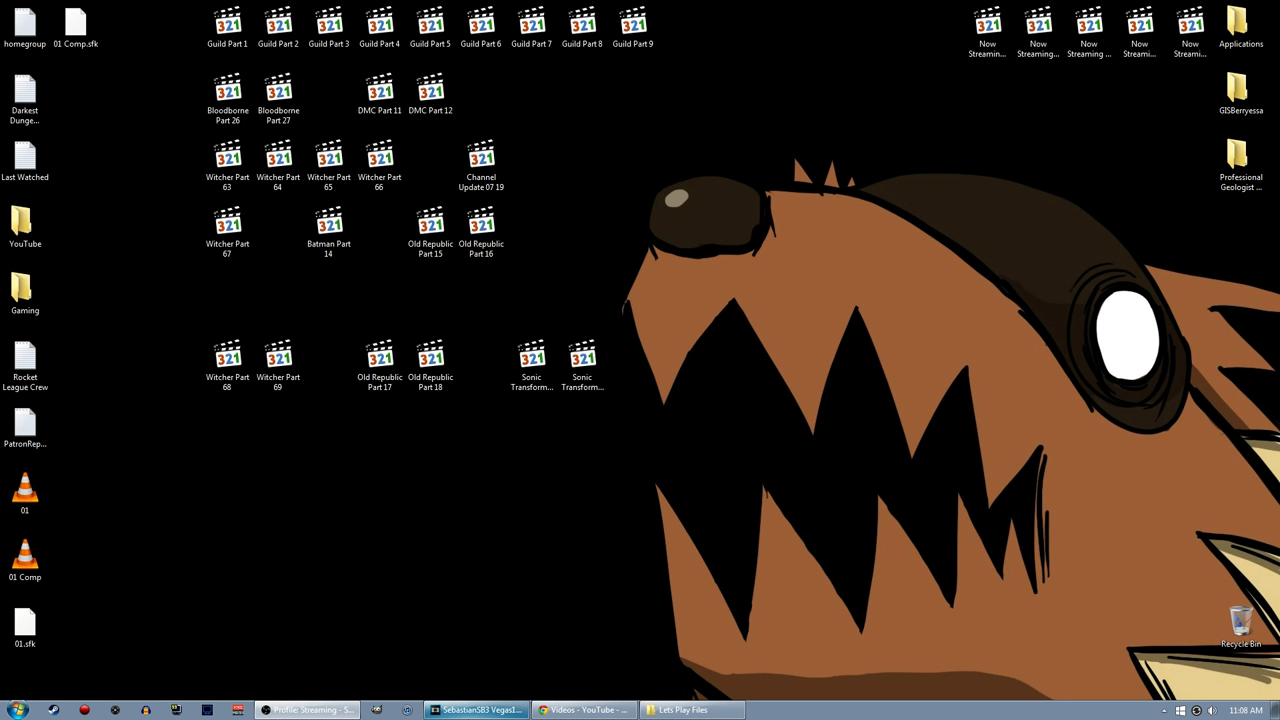 homegroup
01 Comp.sfk
Guild Part 1
Guild Part 2
Guild Part 3
Guild Part 4
Guild Part 5
Guild Part 6
Guild Part 7
Guild Part 8
Guild Part 9
Now
Streamin...
Now
Streaming...
Now
Streaming ...
Now
Streami...
Now
Streami...
Applications
Darkest
Dunge...
Bloodborne
Part 26
Bloodborne
Part 27
DMC Part 11
DMC Part 12
GISBerryessa
Last Watched
Witcher Part
63
Witcher Part
64
Witcher Part
65
Witcher Part
66
Channel
Update 07 19
Professional
Geologist ...
YouTube
Witcher Part
67
Batman Part
14
Old Republic
Part 15
Old Republic
Part 16
Gaming
Rocket
League Crew
Witcher Part
68
Witcher Part
69
Old Republic
Part 17
Old Republic
Part 18
Sonic
Transform...
Sonic
Transform...
PatronRep...
01
01 Comp
01.sfk
Recycle Bin
Profile: Streaming - S...
SebastianSB3 Vegas1...
Videos - YouTube - ...
Lets Play Files
11:08 AM